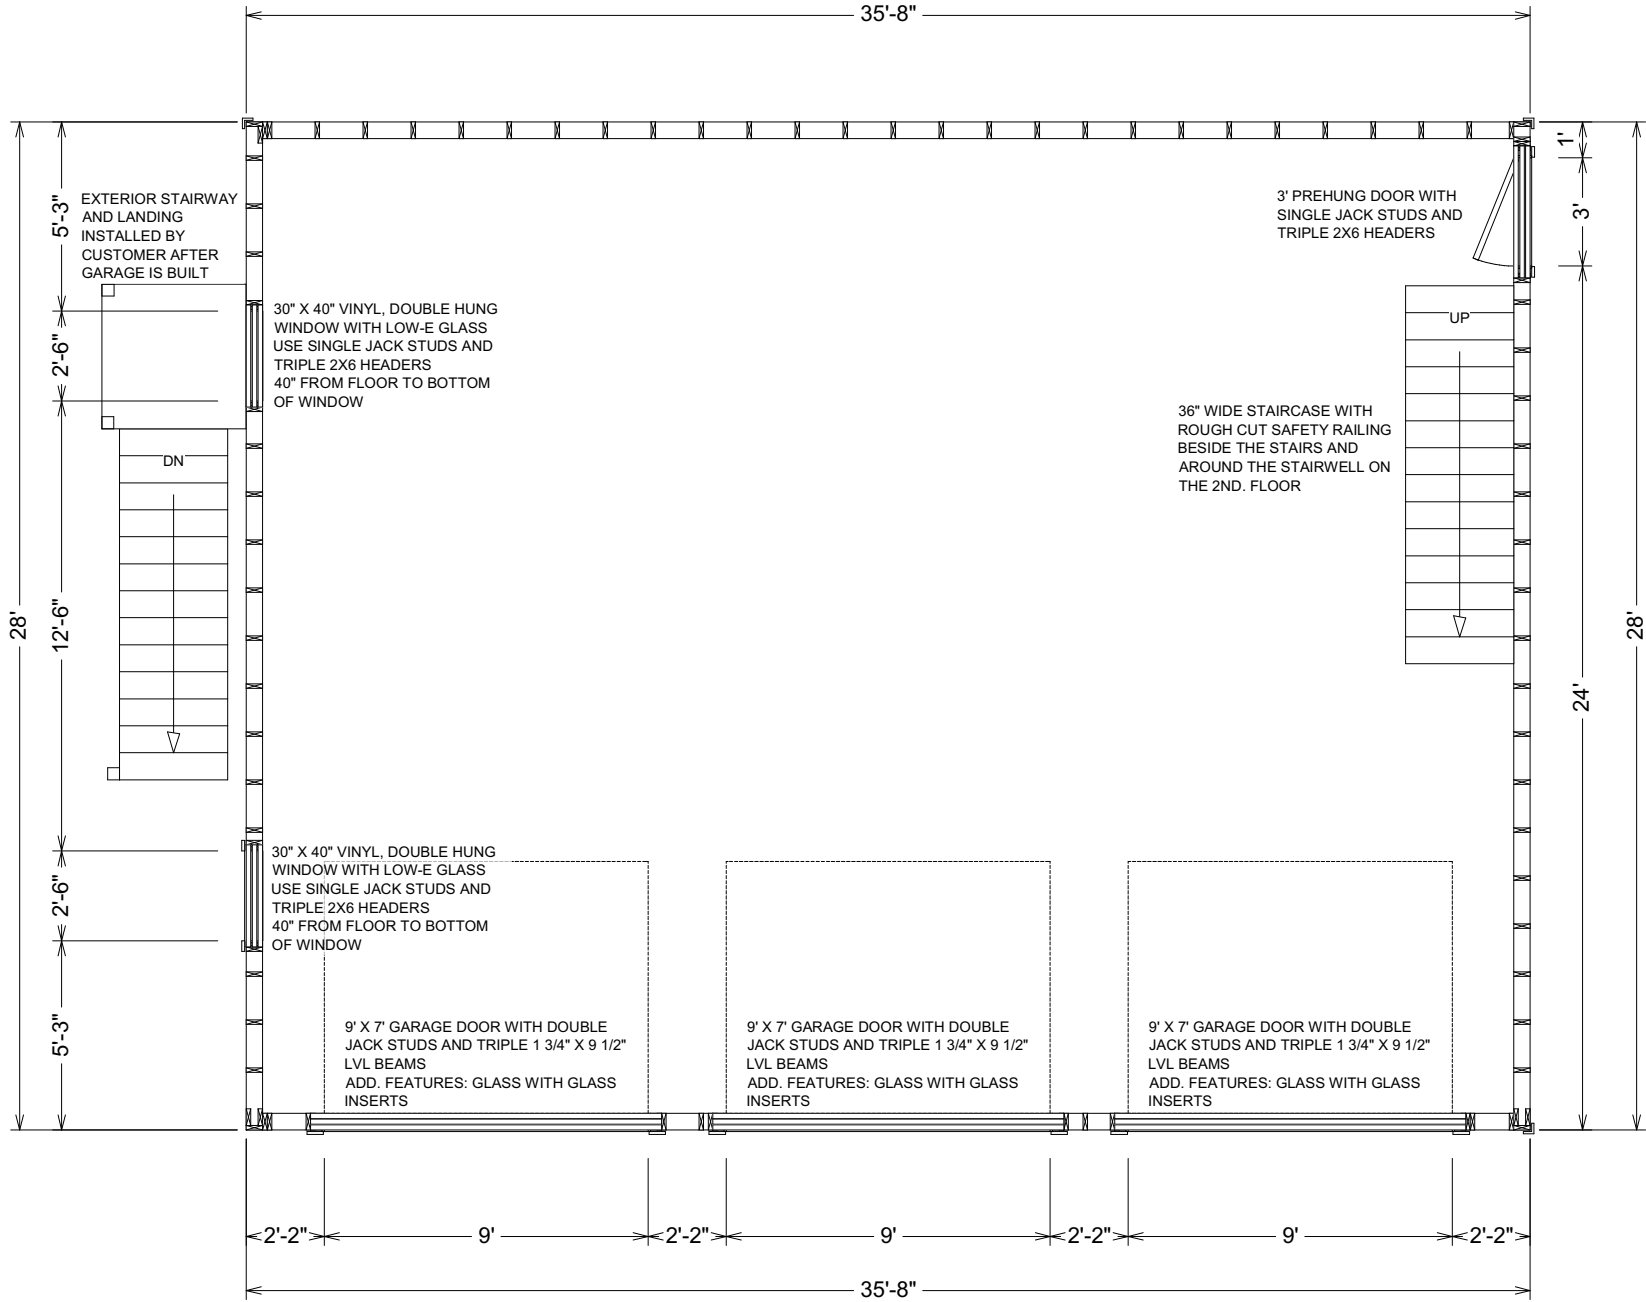 35'-8"
1'
3'
24'
28'
28'
5'-3"
2'-6"
12'-6"
2'-6"
5'-3"
EXTERIOR STAIRWAY
AND LANDING
INSTALLED BY
CUSTOMER AFTER
GARAGE IS BUILT
3' PREHUNG DOOR WITH
SINGLE JACK STUDS AND
TRIPLE 2X6 HEADERS
30" X 40" VINYL, DOUBLE HUNG
WINDOW WITH LOW-E GLASS
USE SINGLE JACK STUDS AND
TRIPLE 2X6 HEADERS
40" FROM FLOOR TO BOTTOM
OF WINDOW
UP
36" WIDE STAIRCASE WITH
ROUGH CUT SAFETY RAILING
BESIDE THE STAIRS AND
AROUND THE STAIRWELL ON
THE 2ND. FLOOR
DN
30" X 40" VINYL, DOUBLE HUNG
WINDOW WITH LOW-E GLASS
USE SINGLE JACK STUDS AND
TRIPLE 2X6 HEADERS
40" FROM FLOOR TO BOTTOM
OF WINDOW
9' X 7' GARAGE DOOR WITH DOUBLE
JACK STUDS AND TRIPLE 1 3/4" X 9 1/2"
LVL BEAMS
ADD. FEATURES: GLASS WITH GLASS
INSERTS
9' X 7' GARAGE DOOR WITH DOUBLE
JACK STUDS AND TRIPLE 1 3/4" X 9 1/2"
LVL BEAMS
ADD. FEATURES: GLASS WITH GLASS
INSERTS
9' X 7' GARAGE DOOR WITH DOUBLE
JACK STUDS AND TRIPLE 1 3/4" X 9 1/2"
LVL BEAMS
ADD. FEATURES: GLASS WITH GLASS
INSERTS
2'-2"
9'
2'-2"
9'
2'-2"
9'
2'-2"
35'-8"